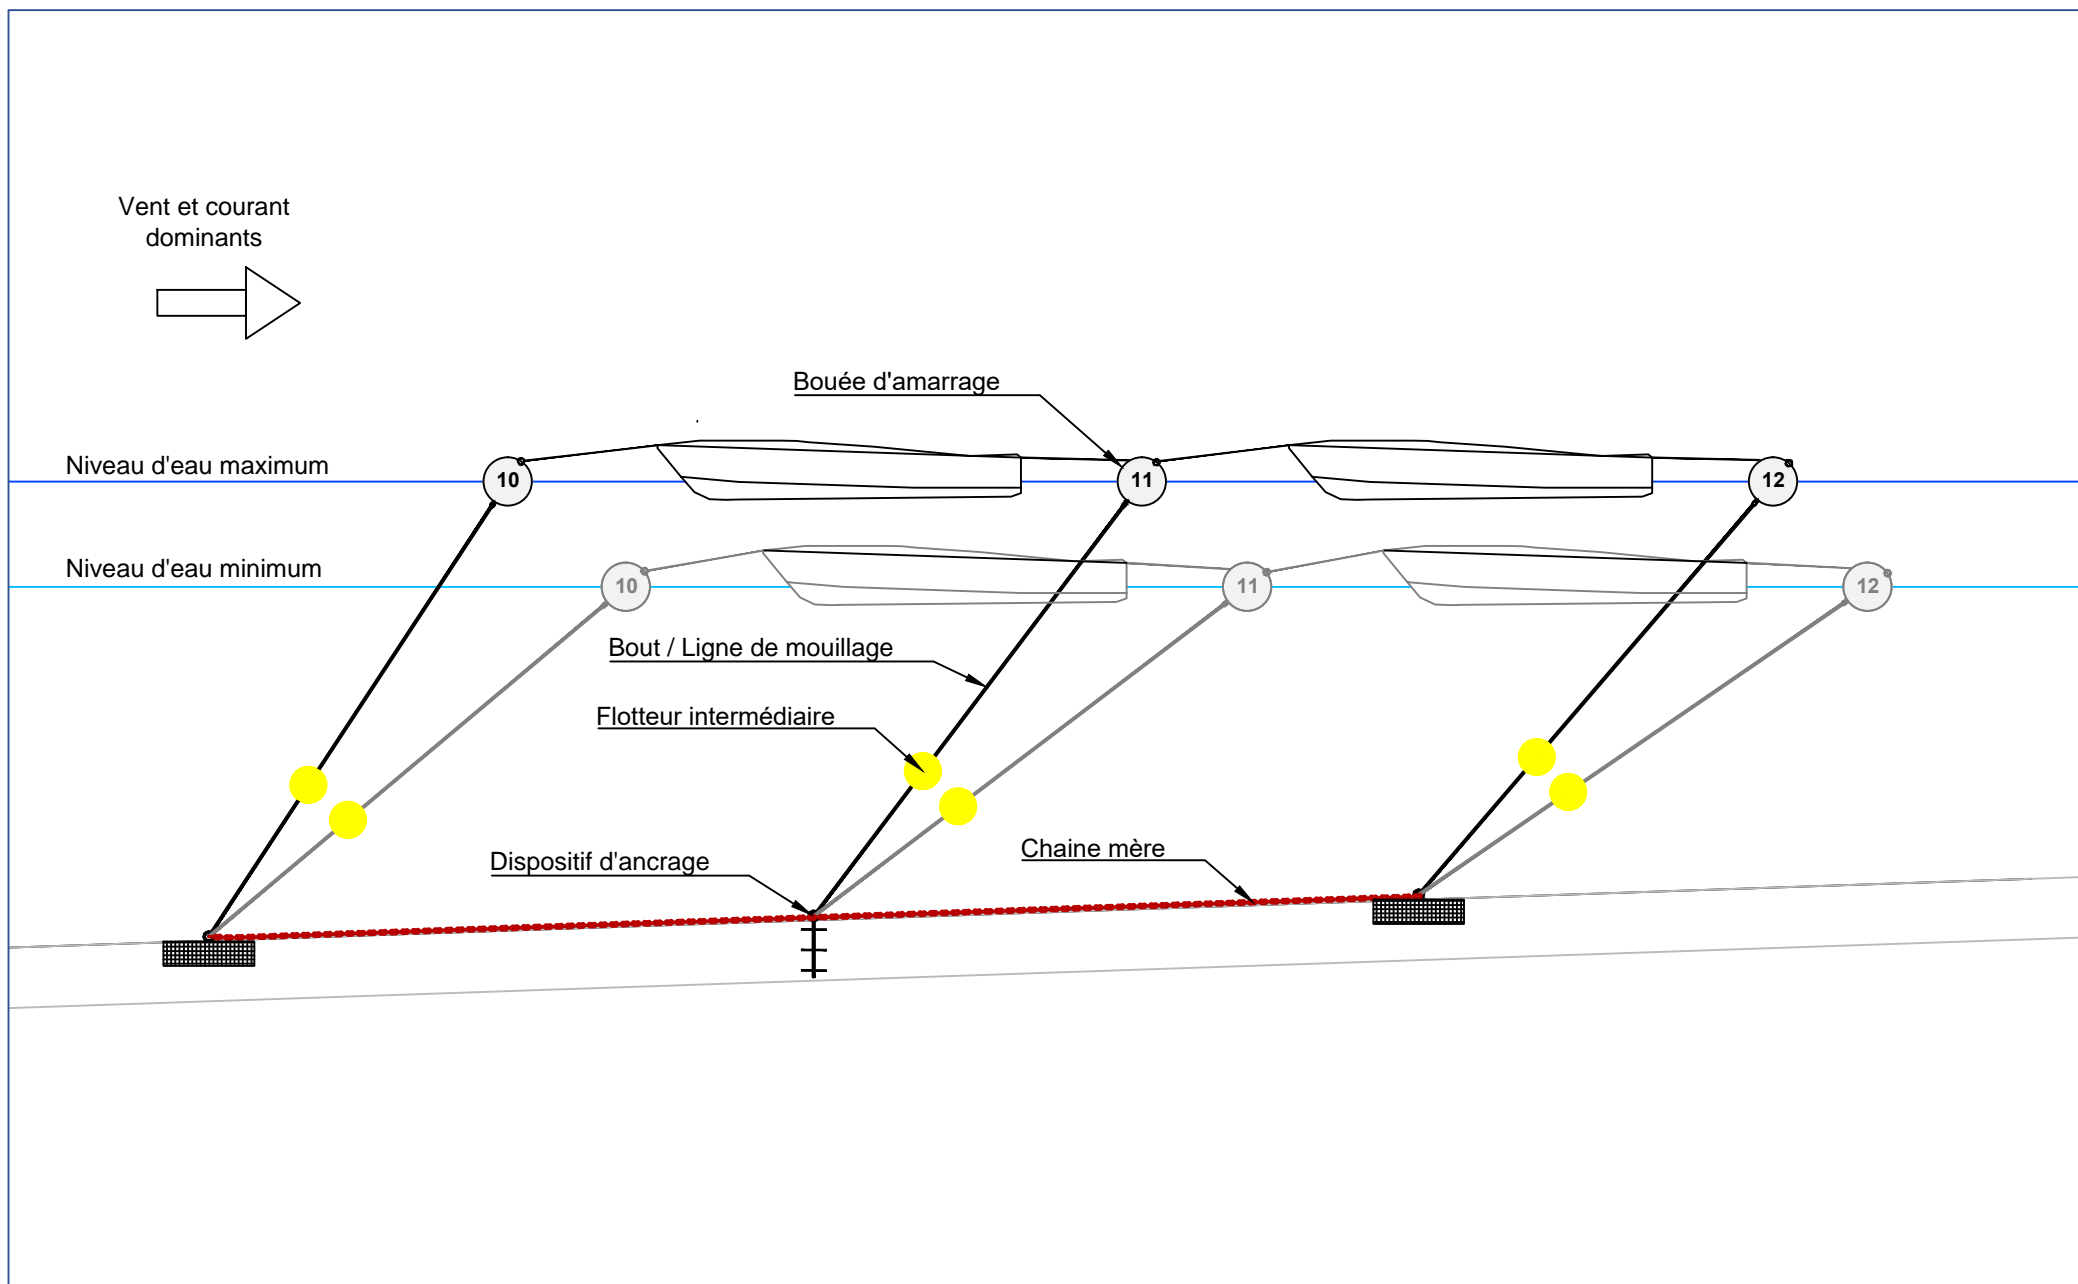 Vent et courant
dominants
Bouée d'amarrage
Niveau d'eau maximum
10
11
12
Niveau d'eau minimum
10
11
12
Bout / Ligne de mouillage
Flotteur intermédiaire
Dispositif d'ancrage
Chaine mère